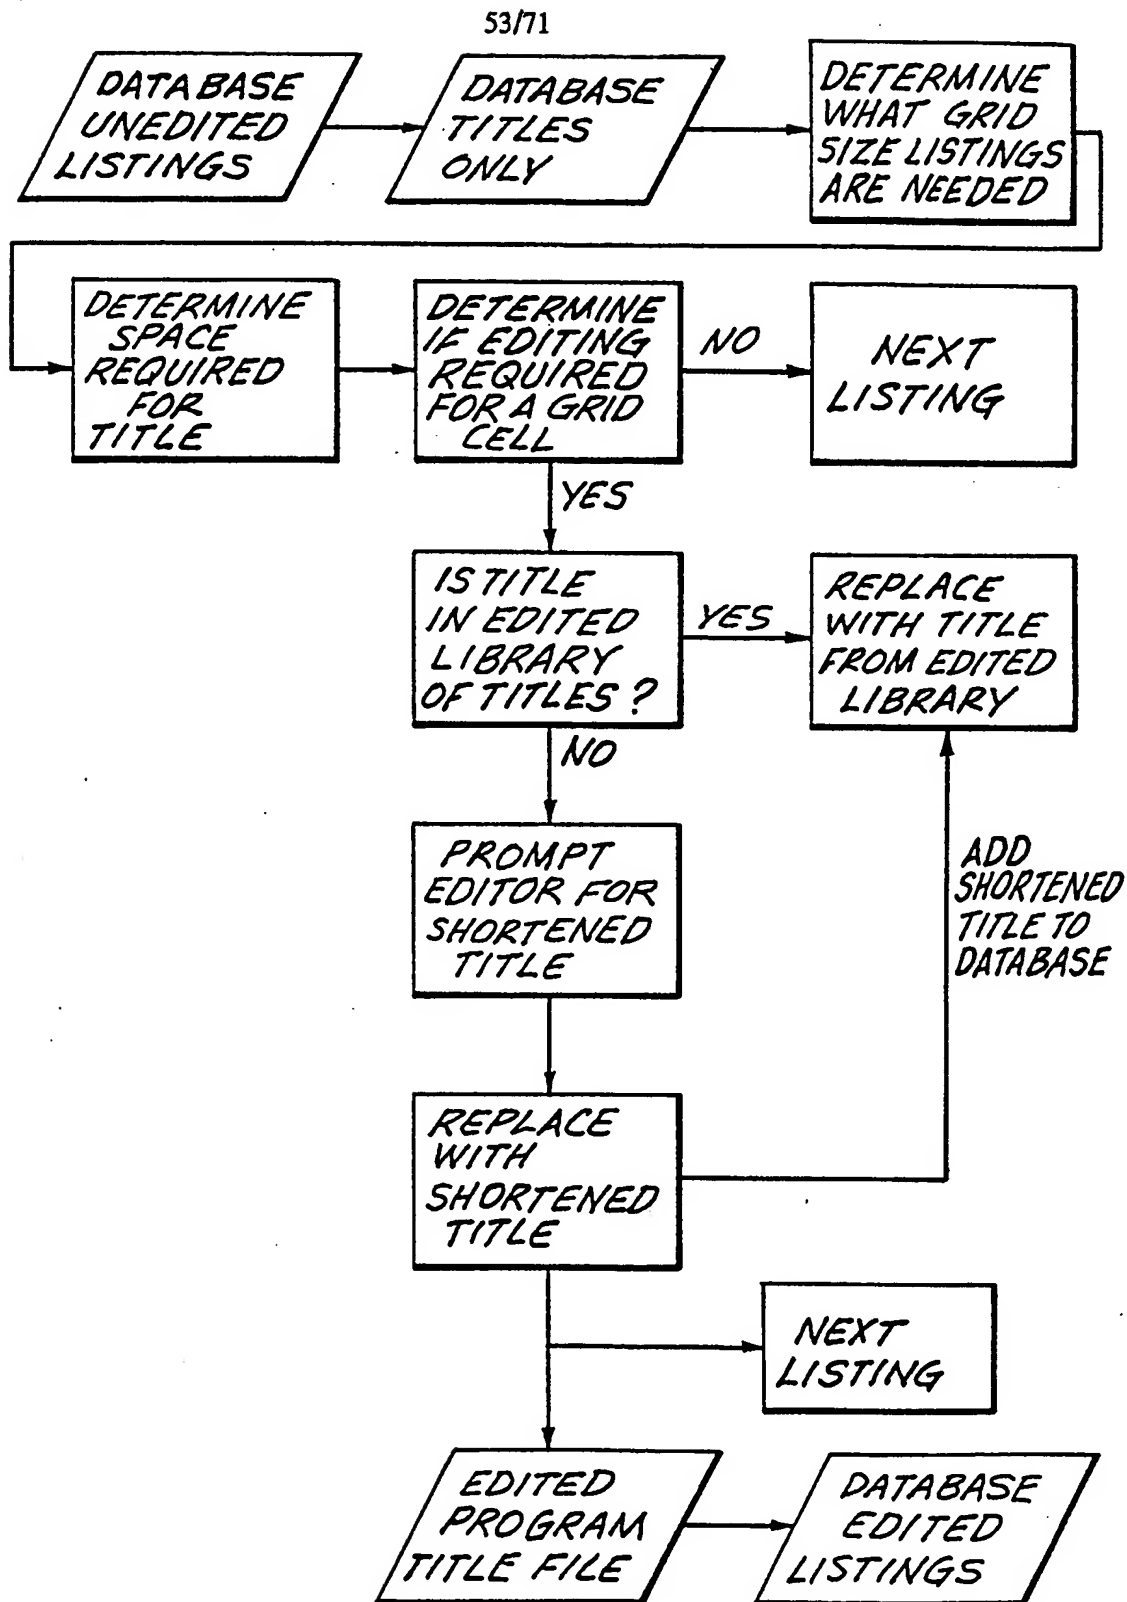 53/71
DATABASE
UNEDITED
LISTINGS
DATABASE
TITLES
ONLY
DETERMINE
WHAT GRID
SIZE LISTINGS
ARE NEEDED
DETERMINE
SPACE
REQUIRED
FOR
TITLE
DETERMINE
IF EDITING
REQUIRED
FOR A GRID
CELL
NO
NEXT
LISTING
YES
IS TITLE
IN EDITED
LIBRARY
OF TITLES?
YES
REPLACE
WITH TITLE
FROM EDITED
LIBRARY
NO
PROMPT
EDITOR FOR
SHORTENED
TITLE
ADD
SHORTENED
TITLE TO
DATABASE
REPLACE
WITH
SHORTENED
TITLE
NEXT
LISTING
EDITED
PROGRAM
TITLE FILE
DATABASE
EDITED
LISTINGS